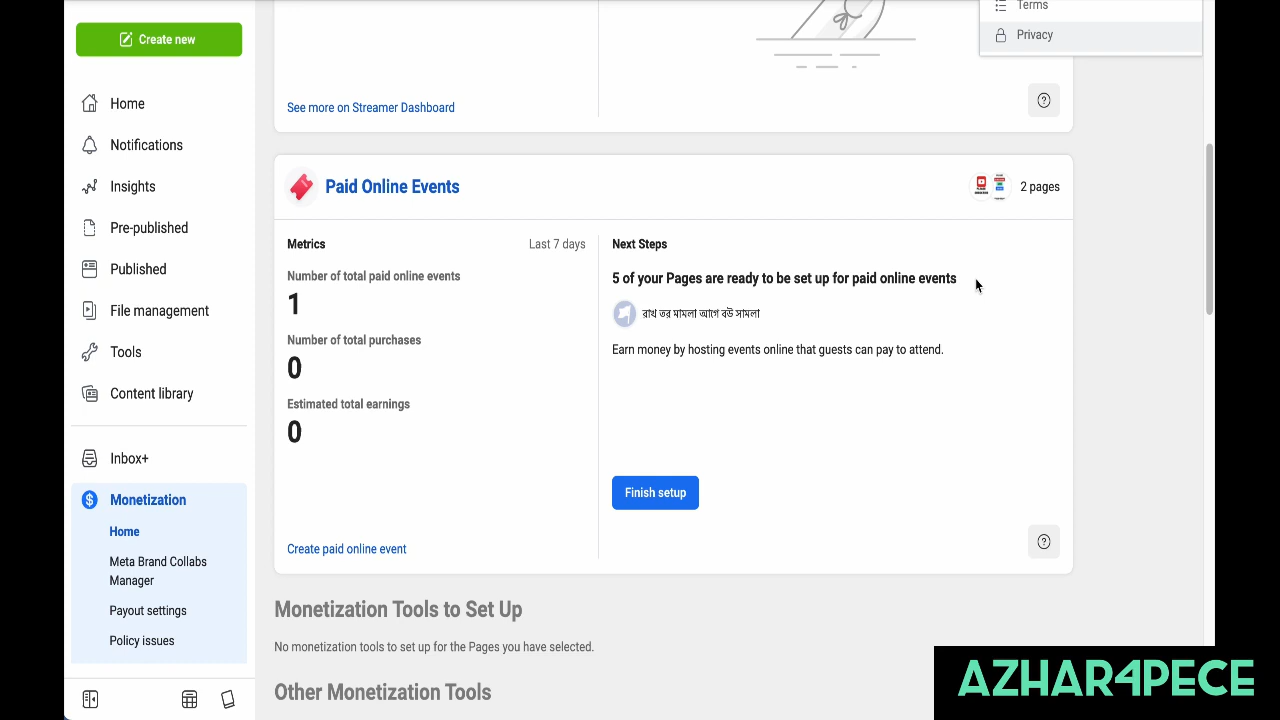 Create new
Home
Notifications
Insights
Pre-published
Published
File management
Tools
Content library
Inbox+
Monetization
Home
Meta Brand Collabs
Manager
Payout settings
Policy issues
Terms
Privacy
See more on Streamer Dashboard
Paid Online Events
2 pages
Metrics
Last 7 days
Number of total paid online events
1
Number of total purchases
0
Estimated total earnings
0
Create paid online event
Next Steps
5 of your Pages are ready to be set up for paid online events
রাখ তর মামলা আগে বউ সামলা
Earn money by hosting events online that guests can pay to attend.
Finish setup
Monetization Tools to Set Up
No monetization tools to set up for the Pages you have selected.
Other Monetization Tools
AZHAR4PECE